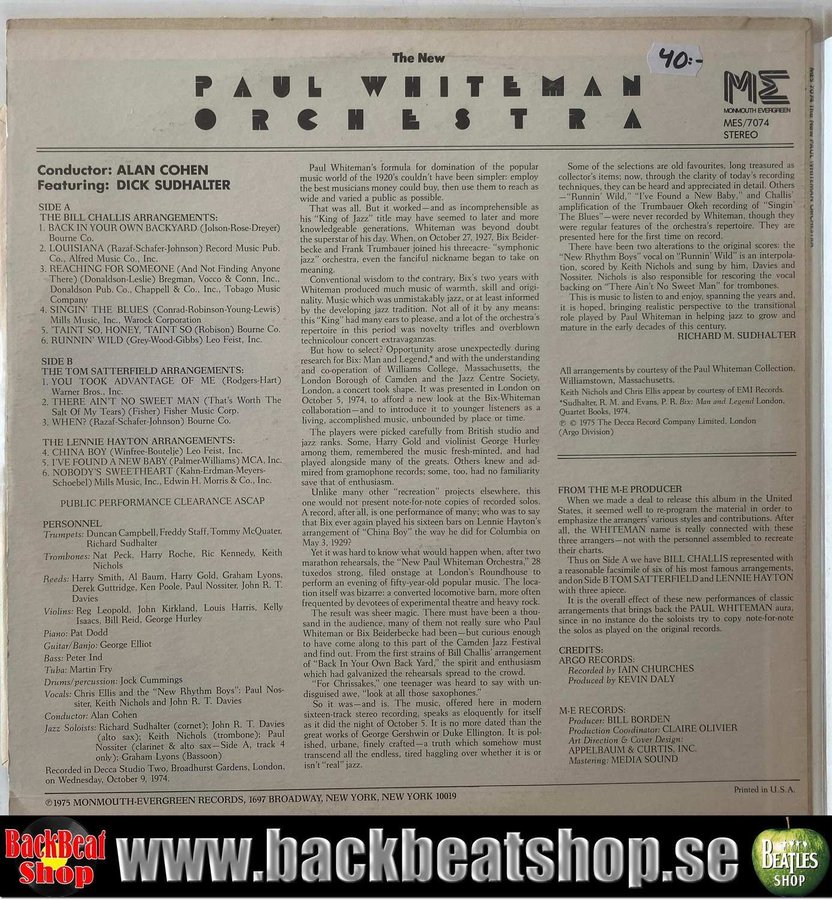 The New
40:-
PAUL WHITEMAN
ORCHESTRA
ME
MONMOUTH EVERGREEN
MES/7074
STEREO
Conductor: ALAN COHEN
Featuring: DICK SUDHALTER
SIDE A
THE BILL CHALLIS ARRANGEMENTS:
1. BACK IN YOUR OWN BACKYARD (Jolson-Rose-Dreyer)
Bourne Co.
2. LOUISIANA (Razaf-Schafer-Johnson) Record Music Pub.
Co., Alfred Music Co., Inc.
3. REACHING FOR SOMEONE (And Not Finding Anyone
There) (Donaldson-Leslie) Bregman, Vocco & Conn, Inc.,
Donaldson Pub. Co., Chappell & Co., Inc., Tobago Music
Company
4. SINGIN' THE BLUES (Conrad-Robinson-Young-Lewis)
Mills Music, Inc., Warock Corporation
5. 'TAINT SO, HONEY, 'TAINT SO (Robison) Bourne Co.
6. RUNNIN' WILD (Grey-Wood-Gibbs) Leo Feist, Inc.
SIDE B
THE TOM SATTERFIELD ARRANGEMENTS:
1. YOU TOOK ADVANTAGE OF ME (Rodgers-Hart)
Warner Bros., Inc.
2. THERE AIN'T NO SWEET MAN (That's Worth The
Salt Of My Tears) (Fisher) Fisher Music Corp.
3. WHEN? (Razaf-Schafer-Johnson) Bourne Co.
THE LENNIE HAYTON ARRANGEMENTS:
4. CHINA BOY (Winfree-Boutelje) Leo Feist, Inc.
5. I'VE FOUND A NEW BABY (Palmer-Williams) MCA, Inc.
6. NOBODY'S SWEETHEART (Kahn-Erdman-Meyers-
Schoebel) Mills Music, Inc., Edwin H. Morris & Co., Inc.
PUBLIC PERFORMANCE CLEARANCE ASCAP
PERSONNEL
Trumpets: Duncan Campbell, Freddy Staff, Tommy McQuater,
Richard Sudhalter
Trombones: Nat Peck, Harry Roche, Ric Kennedy, Keith
Nichols
Reeds: Harry Smith, Al Baum, Harry Gold, Graham Lyons,
Derek Guttridge, Ken Poole, Paul Nossiter, John R. T.
Davies
Violins: Reg Leopold, John Kirkland, Louis Harris, Kelly
Isaacs, Bill Reid, George Hurley
Piano: Pat Dodd
Guitar/Banjo: George Elliot
Bass: Peter Ind
Tuba: Martin Fry
Drums/percussion: Jock Cummings
Vocals: Chris Ellis and the "New Rhythm Boys": Paul Nos-
siter, Keith Nichols and John R. T. Davies
Conductor: Alan Cohen
Jazz Soloists: Richard Sudhalter (cornet); John R. T. Davies
(alto sax); Keith Nichols (trombone); Paul
Nossiter (clarinet & alto sax—Side A, track 4
only); Graham Lyons (Bassoon)
Recorded in Decca Studio Two, Broadhurst Gardens, London,
on Wednesday, October 9, 1974.
Paul Whiteman's formula for domination of the popular
music world of the 1920's couldn't have been simpler: employ
the best musicians money could buy, then use them to reach as
wide and varied a public as possible.
That was all. But it worked—and as incomprehensible as
his "King of Jazz" title may have seemed to later and more
knowledgeable generations, Whiteman was beyond doubt
the superstar of his day. When, on October 27, 1927, Bix Beider-
becke and Frank Trumbauer joined his threeacre "symphonic
jazz" orchestra, even the fanciful nickname began to take on
meaning.
Conventional wisdom to the contrary, Bix's two years with
Whiteman produced much music of warmth, skill and origi-
nality. Music which was unmistakably jazz, or at least informed
by the developing jazz tradition. Not all of it by any means:
this "King" had many ears to please, and a lot of the orchestra's
repertoire in this period was novelty trifles and overblown
technicolour concert extravaganzas.
But how to select? Opportunity arose unexpectedly during
research for Bix: Man and Legend,* and with the understanding
and co-operation of Williams College, Massachusetts, the
London Borough of Camden and the Jazz Centre Society,
London, a concert took shape. It was presented in London on
October 5, 1974, to afford a new look at the Bix-Whiteman
collaboration—and to introduce it to younger listeners as a
living, accomplished music, unbounded by place or time.
The players were picked carefully from British studio and
jazz ranks. Some, Harry Gold and violinist George Hurley
among them, remembered the music fresh-minted, and had
played alongside many of the greats. Others knew and ad-
mired from gramophone records; some, too, had no familiarity
save that of enthusiasm.
Unlike many other "recreation" projects elsewhere, this
one would not present note-for-note copies of recorded solos.
A record, after all, is one performance of many; who was to say
that Bix ever again played his sixteen bars on Lennie Hayton's
arrangement of "China Boy" the way he did for Columbia on
May 3, 1929?
Yet it was hard to know what would happen when, after two
marathon rehearsals, the "New Paul Whiteman Orchestra," 28
tuxedos strong, filed onstage at London's Roundhouse to
perform an evening of fifty-year-old popular music. The loca-
tion itself was bizarre: a converted locomotive barn, more often
frequented by devotees of experimental theatre and heavy rock.
The result was sheer magic. There must have been a thou-
sand in the audience, many of them not really sure who Paul
Whiteman or Bix Beiderbecke had been—but curious enough
to have come along to this part of the Camden Jazz Festival
and find out. From the first strains of Bill Challis' arrangement
of "Back In Your Own Back Yard," the spirit and enthusiasm
which had galvanized the rehearsals spread to the crowd.
"For Chrissakes," one teenager was heard to say with un-
disguised awe, "look at all those saxophones."
So it was—and is. The music, offered here in modern
sixteen-track stereo recording, speaks as eloquently for itself
as it did the night of October 5. It is no more dated than the
great works of George Gershwin or Duke Ellington. It is pol-
ished, urbane, finely crafted—a truth which somehow must
transcend all the endless, tired haggling over whether it is or
isn't "real" jazz.
Some of the selections are old favourites, long treasured as
collector's items; now, through the clarity of today's recording
techniques, they can be heard and appreciated in detail. Others
—"Runnin' Wild," "I've Found a New Baby," and Challis'
amplification of the Trumbauer Okeh recording of "Singin'
The Blues"—were never recorded by Whiteman, though they
were regular features of the orchestra's repertoire. They are
presented here for the first time on record.
There have been two alterations to the original scores: the
"New Rhythm Boys" vocal on "Runnin' Wild" is an interpola-
tion, scored by Keith Nichols and sung by him, Davies and
Nossiter. Nichols is also responsible for rescoring the vocal
backing on "There Ain't No Sweet Man" for trombones.
This is music to listen to and enjoy, spanning the years and,
it is hoped, bringing realistic perspective to the transitional
role played by Paul Whiteman in helping jazz to grow and
mature in the early decades of this century.
RICHARD M. SUDHALTER
All arrangements by courtesy of the Paul Whiteman Collection,
Williamstown, Massachusetts.
Keith Nichols and Chris Ellis appear by courtesy of EMI Records.
*Sudhalter, R. M. and Evans, P. R. Bix: Man and Legend London,
Quartet Books, 1974.
℗ © 1975 The Decca Record Company Limited. London
(Argo Division)
FROM THE M-E PRODUCER
When we made a deal to release this album in the United
States, it seemed well to re-program the material in order to
emphasize the arrangers' various styles and contributions. After
all, the WHITEMAN name is really connected with these
three arrangers—not with the personnel assembled to recreate
their charts.
Thus on Side A we have BILL CHALLIS represented with
a reasonable facsimile of six of his most famous arrangements,
and on Side B TOM SATTERFIELD and LENNIE HAYTON
with three apiece.
It is the overall effect of these new performances of classic
arrangements that brings back the PAUL WHITEMAN aura,
since in no instance do the soloists try to copy note-for-note
the solos as played on the original records.
CREDITS:
ARGO RECORDS:
Recorded by IAIN CHURCHES
Produced by KEVIN DALY
M-E RECORDS:
Producer: BILL BORDEN
Production Coordinator: CLAIRE OLIVIER
Art Direction & Cover Design:
APPELBAUM & CURTIS, INC.
Mastering: MEDIA SOUND
Printed in U.S.A.
℗1975 MONMOUTH-EVERGREEN RECORDS, 1697 BROADWAY, NEW YORK, NEW YORK 10019
BackBeat
Shop
www.backbeatshop.se
BEATLES
SHOP